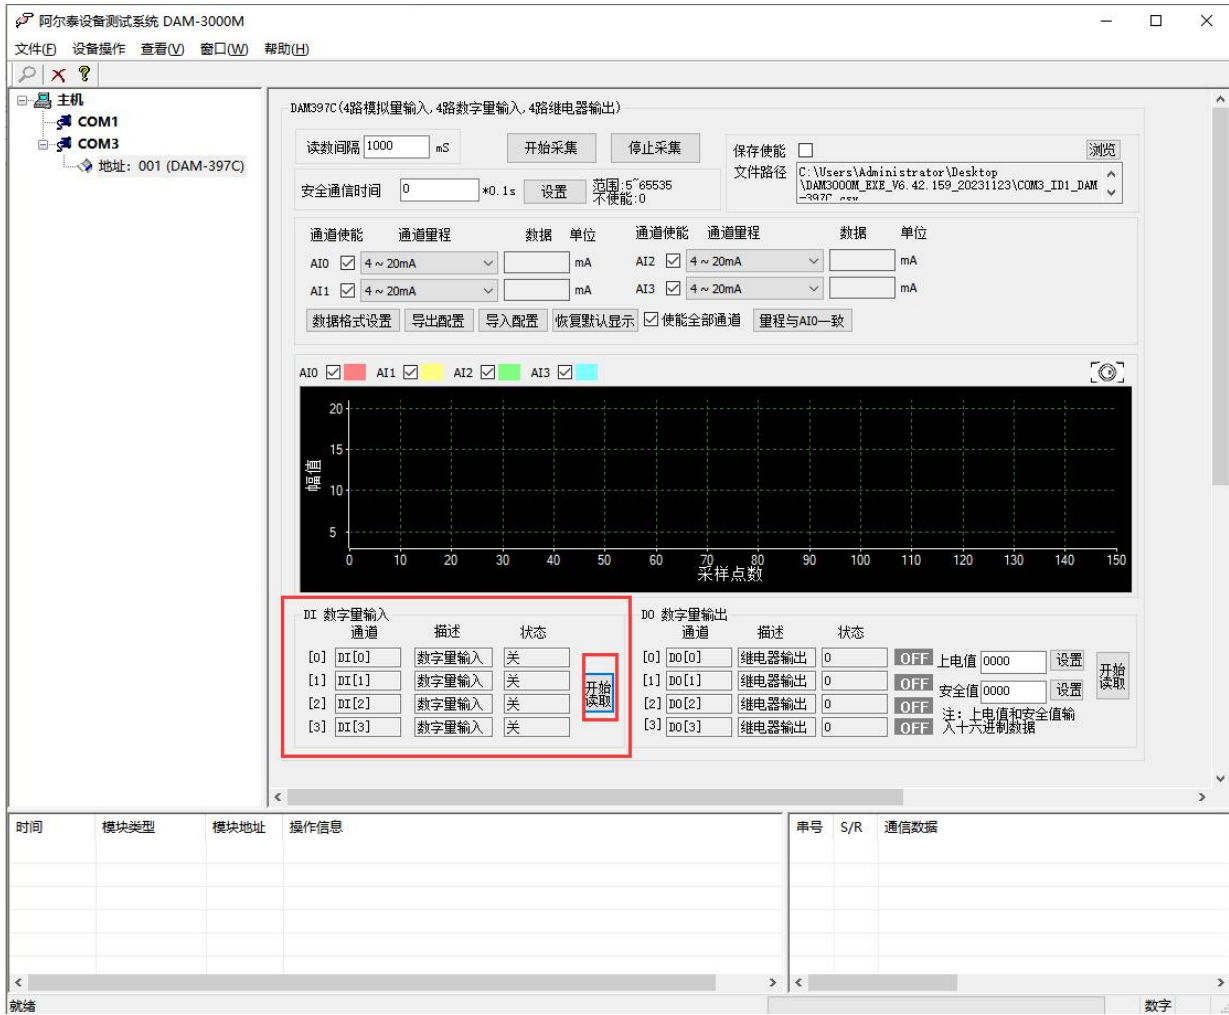 阿尔泰设备测试系统 DAM-3000M
文件(F) 设备操作 查看(V) 窗口(W) 帮助(H)
主机
COM1
COM3
地址：001 (DAM-397C)
DAM397C(4路模拟量输入,4路数字量输入,4路继电器输出)
读数间隔 1000 mS 开始采集 停止采集
保存使能 浏览
文件路径 C:\Users\Administrator\Desktop
\DAM3000M_EXE_V6.42.159_20231123\COM3_ID1_DAM
-397C.csv
安全通信时间 0 *0.1s 设置 范围:5~65535
不使能:0
通道使能 通道里程 数据 单位 通道使能 通道里程 数据 单位
AI0 4～20mA mA AI2 4～20mA mA
AI1 4～20mA mA AI3 4～20mA mA
数据格式设置 导出配置 导入配置 恢复默认显示 使能全部通道 里程与AI0一致
AI0 AI1 AI2 AI3
20
15
10
5
幅值
0 10 20 30 40 50 60 70 80 90 100 110 120 130 140 150
采样点数
DI 数字里输入
通道 描述 状态
[0] DI[0] 数字里输入 关
[1] DI[1] 数字里输入 关
[2] DI[2] 数字里输入 关
[3] DI[3] 数字里输入 关
开始
读取
DO 数字里输出
通道 描述 状态
[0] DO[0] 继电器输出 0 OFF
[1] DO[1] 继电器输出 0 OFF
[2] DO[2] 继电器输出 0 OFF
[3] DO[3] 继电器输出 0 OFF
上电值 0000 设置
安全值 0000 设置
注：上电值和安全值输
入十六进制数据
开始
读取
时间 模块类型 模块地址 操作信息
串号 S/R 通信数据
就绪
数字